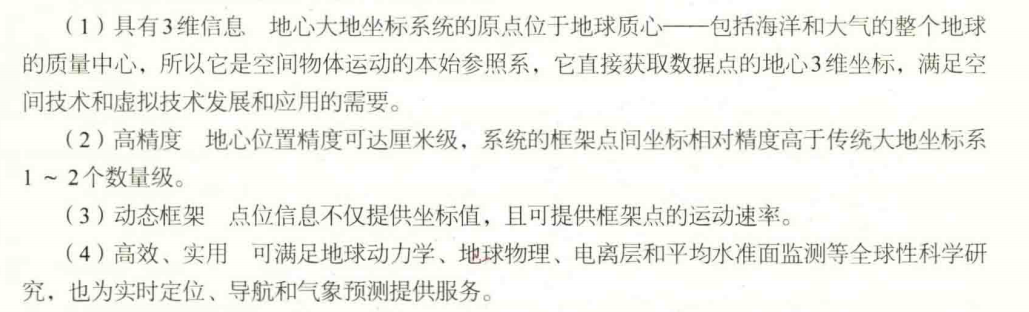 （1）具有3维信息　地心大地坐标系统的原点位于地球质心——包括海洋和大气的整个地球
的质量中心，所以它是空间物体运动的本始参照系，它直接获取数据点的地心3维坐标，满足空
间技术和虚拟技术发展和应用的需要。
（2）高精度　地心位置精度可达厘米级，系统的框架点间坐标相对精度高于传统大地坐标系
1 ~ 2个数量级。
（3）动态框架　点位信息不仅提供坐标值，且可提供框架点的运动速率。
（4）高效、实用　可满足地球动力学、地球物理、电离层和平均水准面监测等全球性科学研
究，也为实时定位、导航和气象预测提供服务。